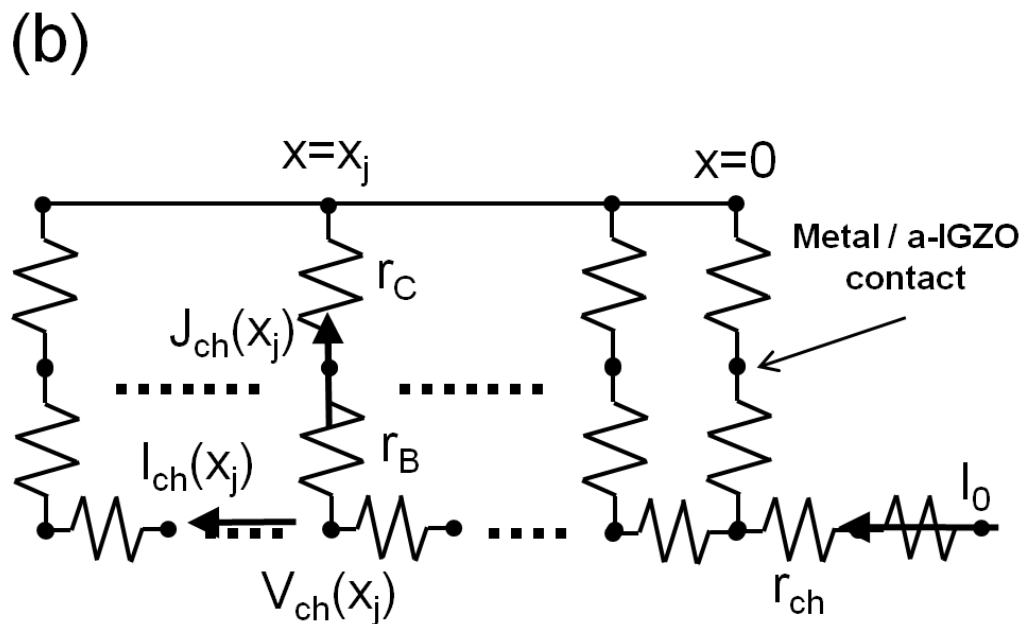 (b)
x=xj
x=0
Metal / a-IGZO
contact
rC
Jch(xj)
rB
Ich(xj)
I0
Vch(xj)
rch